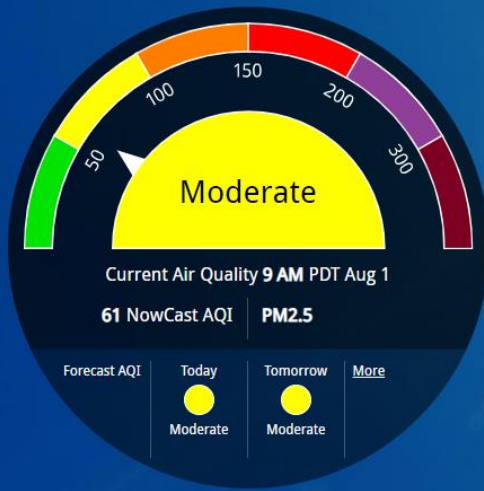 50
100
150
200
300
Moderate
Current Air Quality 9 AM PDT Aug 1
61 NowCast AQI PM2.5
Forecast AQI Today Tomorrow More
Moderate Moderate